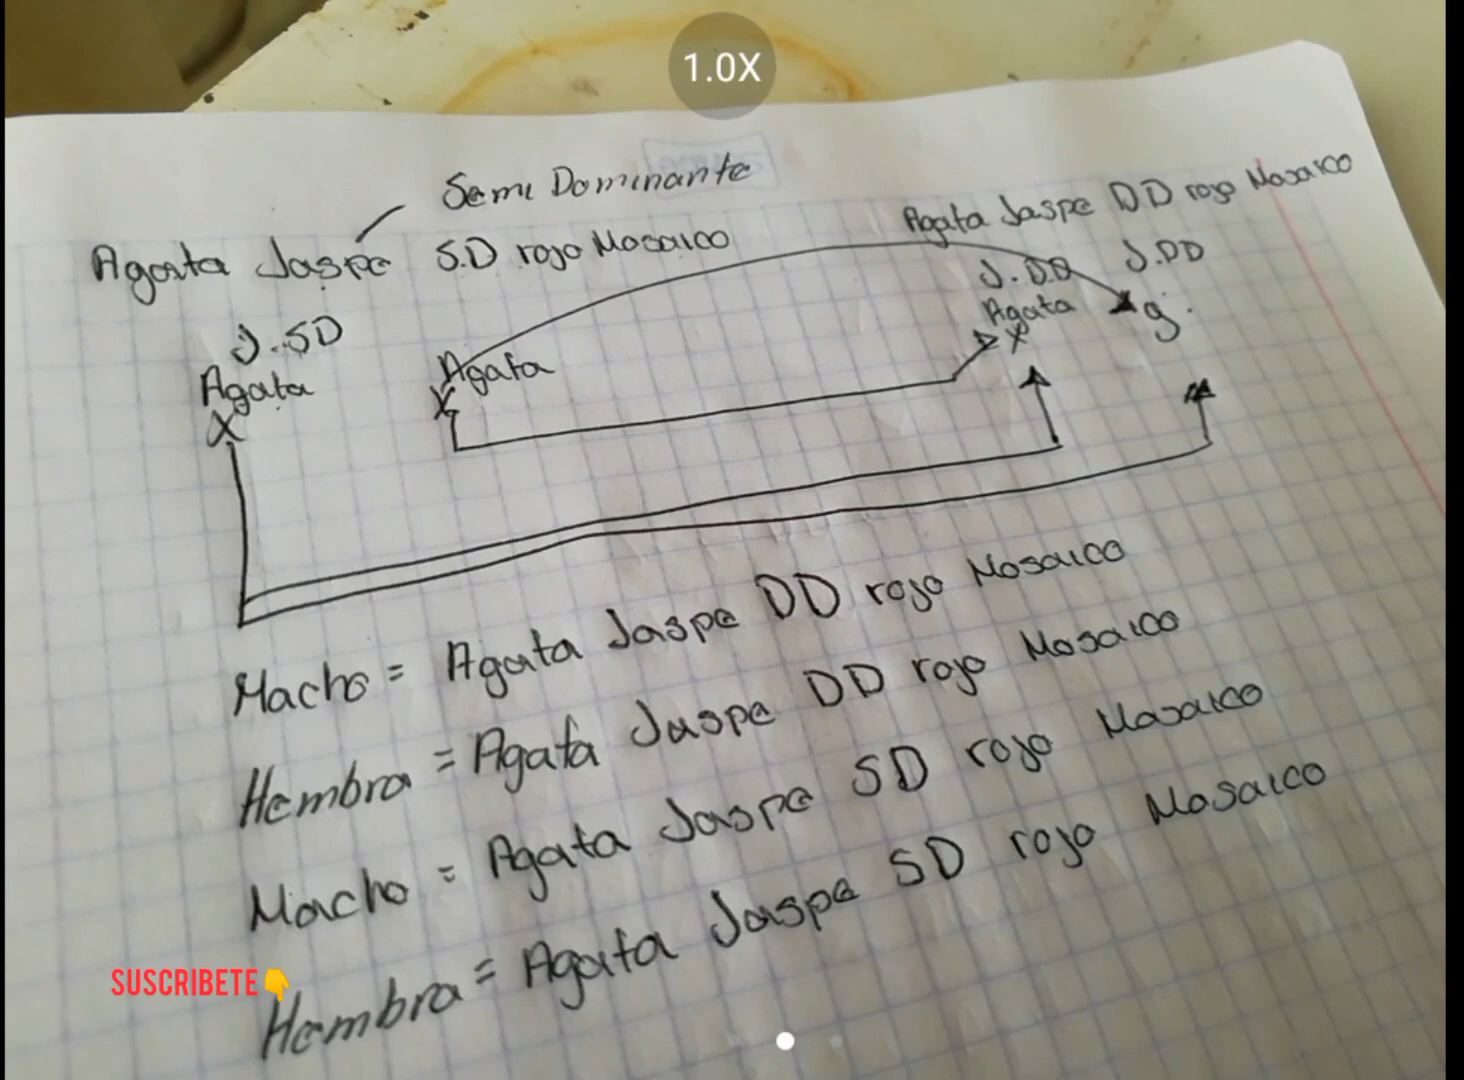 1.0X
Semi Dominante
Agata Jaspe S.D rojo Mosaico
Agata Jaspe DD rojo Mosaico
J.SD
Agata
X
Agata
X
J.DD
Agata
X
J.DD
g.
Macho = Agata Jaspe DD rojo Mosaico
Hembra = Agata Jaspe DD rojo Mosaico
Macho = Agata Jaspe SD rojo Mosaico
Hembra = Agata Jaspe SD rojo Mosaico
SUSCRIBETE👇